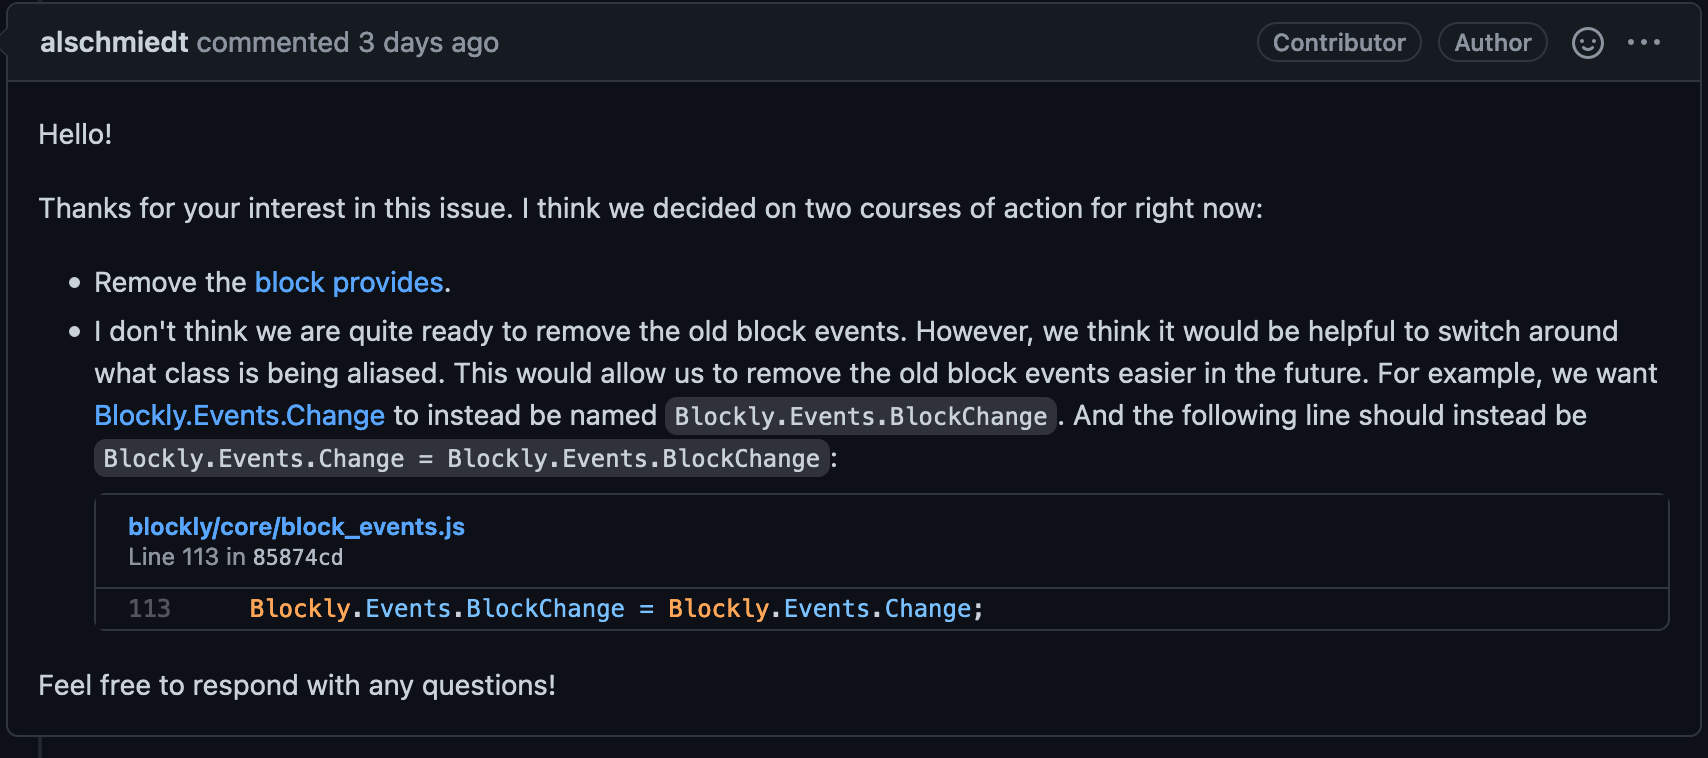 alschmiedt commented 3 days ago Contributor Author
Hello!
Thanks for your interest in this issue. I think we decided on two courses of action for right now:
• Remove the block provides.
• I don't think we are quite ready to remove the old block events. However, we think it would be helpful to switch around
what class is being aliased. This would allow us to remove the old block events easier in the future. For example, we want
Blockly.Events.Change to instead be named Blockly.Events.BlockChange. And the following line should instead be
Blockly.Events.Change = Blockly.Events.BlockChange:
blockly/core/block_events.js
Line 113 in 85874cd
113 Blockly.Events.BlockChange = Blockly.Events.Change;
Feel free to respond with any questions!